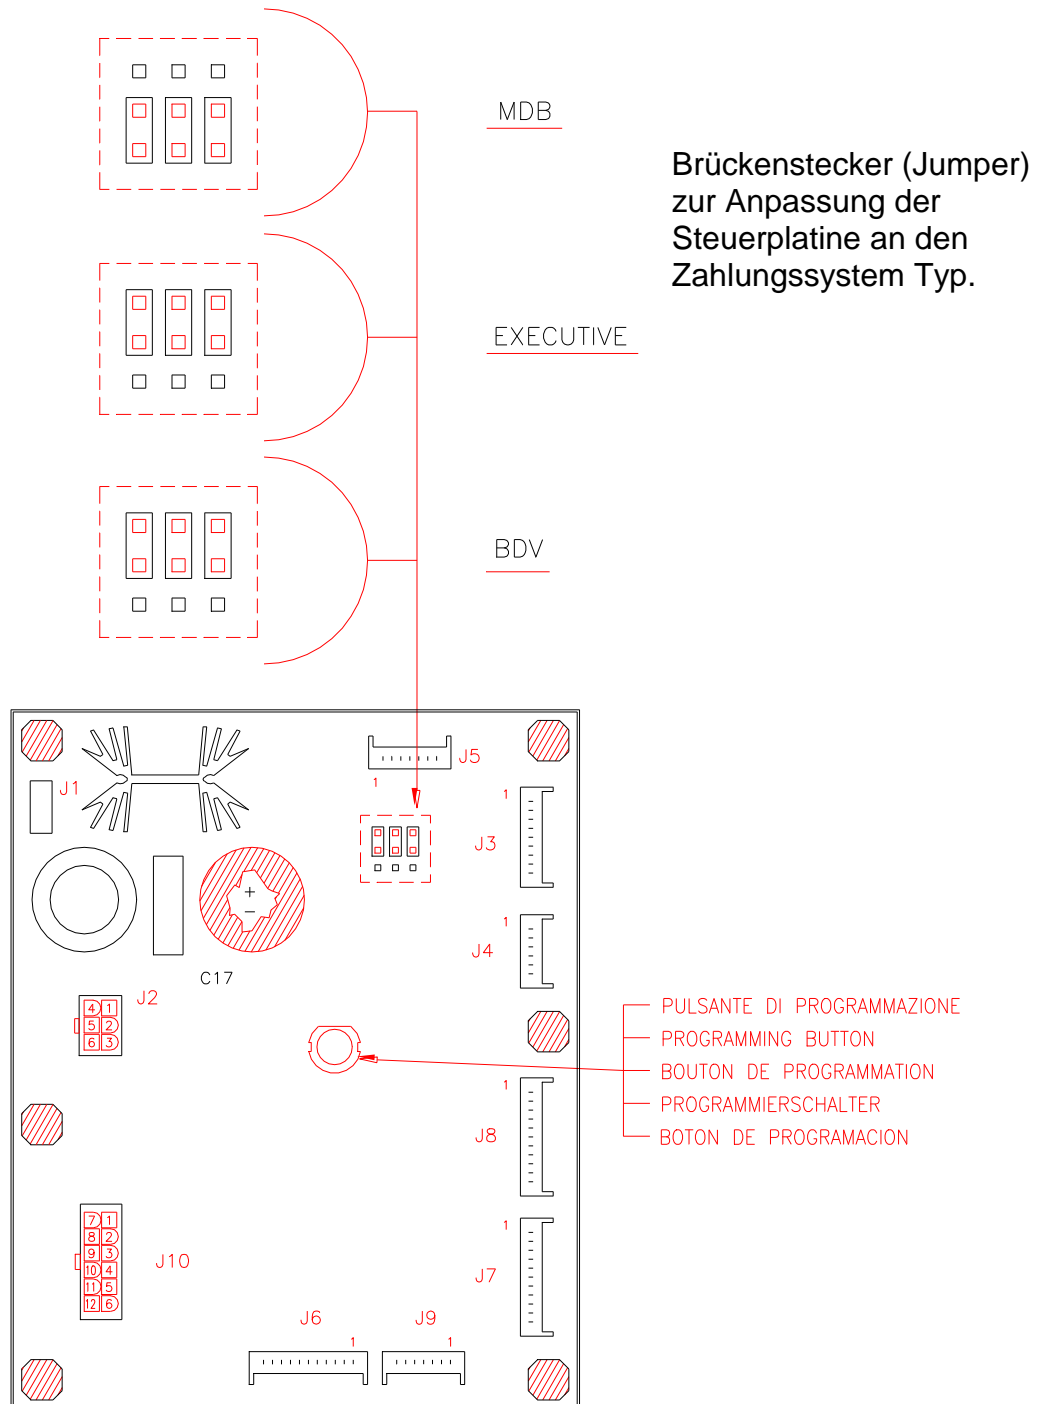 MDB
Brückenstecker (Jumper)
zur Anpassung der
Steuerplatine an den
Zahlungssystem Typ.
EXECUTIVE
BDV
J5
1
J1
1
J3
+
−
1
J4
C17
J2
4 1
5 2
6 3
PULSANTE DI PROGRAMMAZIONE
PROGRAMMING BUTTON
BOUTON DE PROGRAMMATION
PROGRAMMIERSCHALTER
BOTON DE PROGRAMACION
1
J8
7 1
8 2
9 3
10 4
11 5
12 6
J10
1
J7
J6
1
J9
1